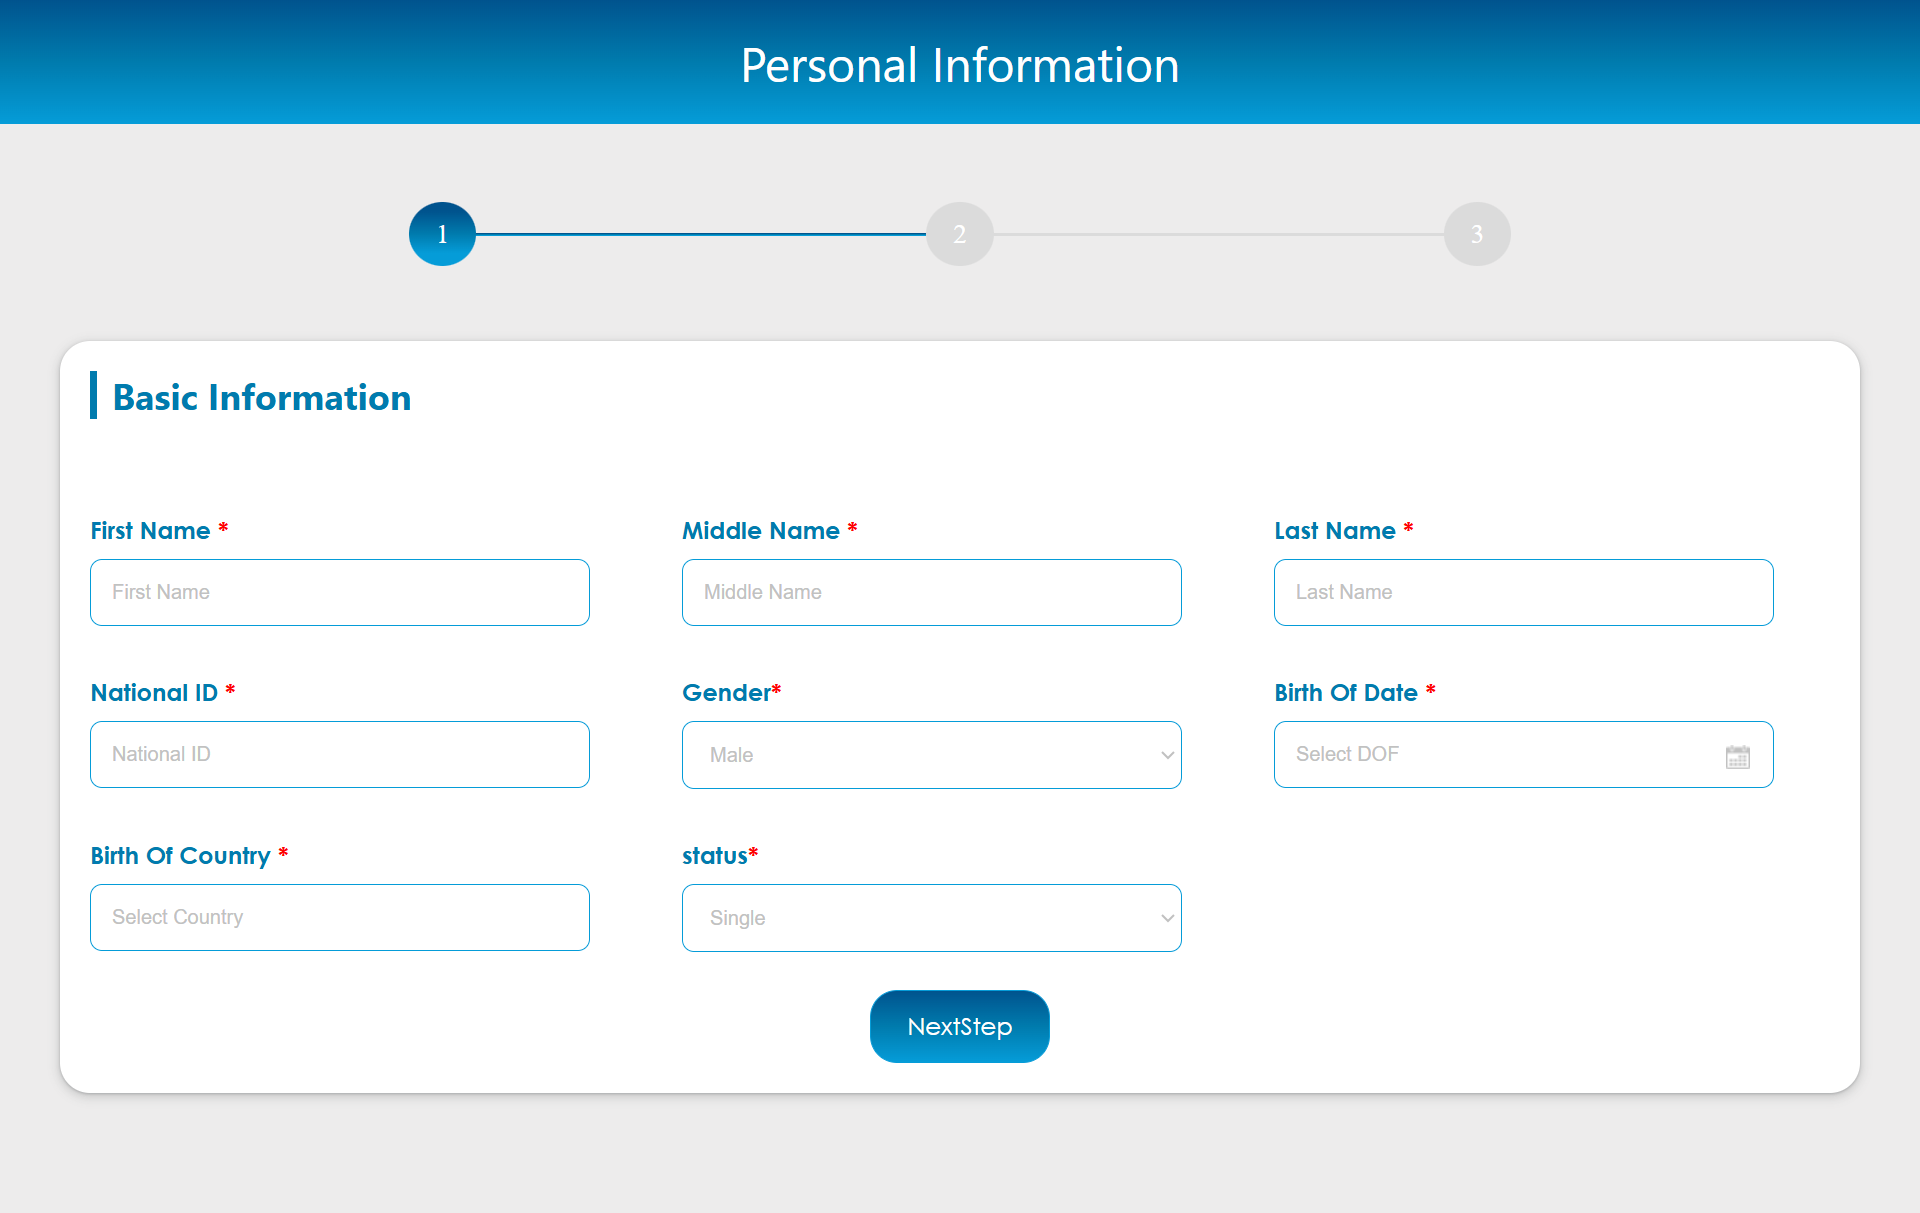 Personal Information
1 2 3
Basic Information
First Name * Middle Name * Last Name *
First Name Middle Name Last Name
National ID * Gender* Birth Of Date *
National ID Male Select DOF
Birth Of Country * status*
Select Country Single
NextStep